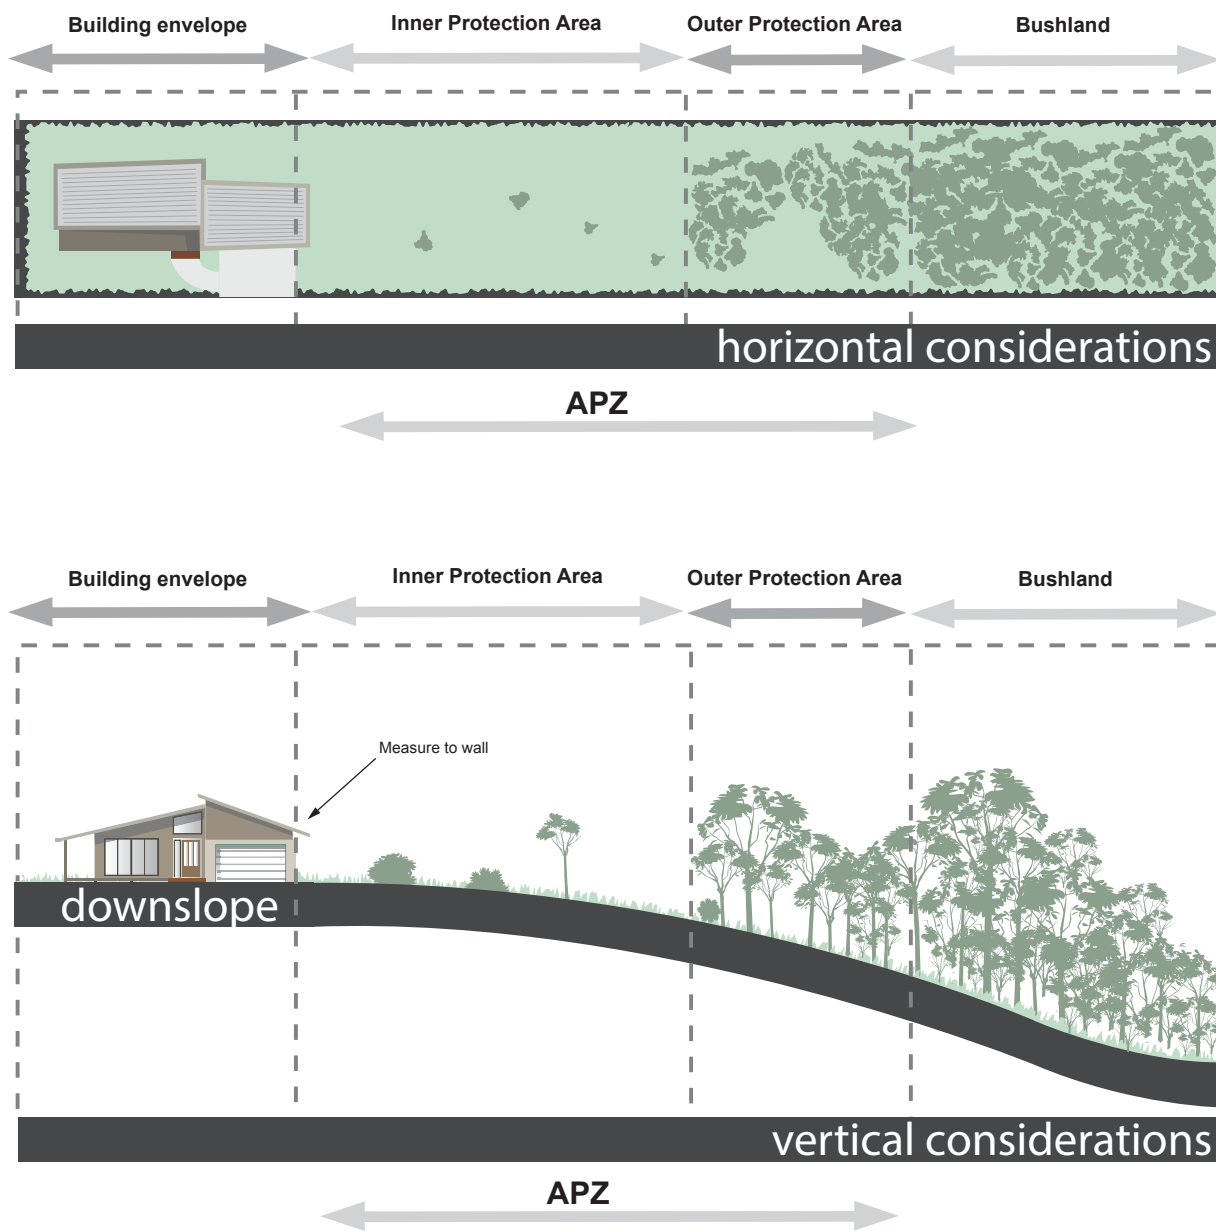 Building envelope
Inner Protection Area
Outer Protection Area
Bushland
horizontal considerations
APZ
Building envelope
Inner Protection Area
Outer Protection Area
Bushland
Measure to wall
downslope
vertical considerations
APZ